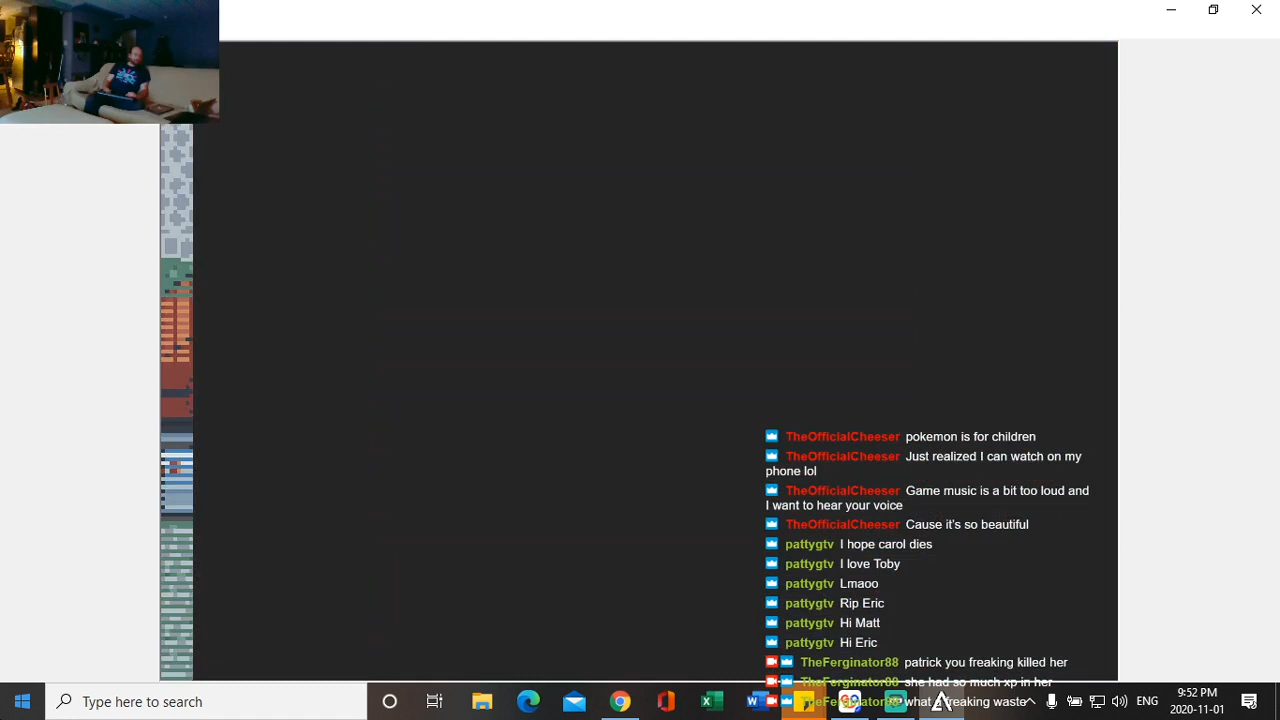 TheOfficialCheeser pokemon is for children
TheOfficialCheeser Just realized I can watch on my
phone lol
TheOfficialCheeser Game music is a bit too loud and
I want to hear your voice
TheOfficialCheeser Cause it's so beautiful
pattygtv I hope carol dies
pattygtv I love Toby
pattygtv Lmaoo
pattygtv Rip Eric
pattygtv Hi Matt
pattygtv Hi Eric
TheFerginator88 patrick you freaking killed her
TheFerginator88 she had so much xp in her
TheFerginator88 what a freaking waste
Type here to search
ENG
9:52 PM
2020-11-01